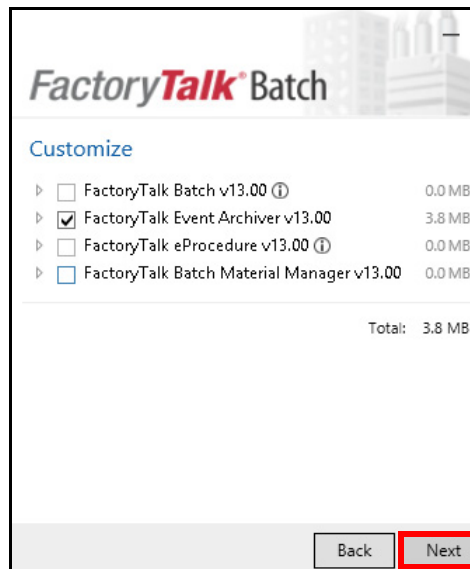 FactoryTalk® Batch
Customize
FactoryTalk Batch v13.00 ⓘ 0.0 MB
FactoryTalk Event Archiver v13.00 3.8 MB
FactoryTalk eProcedure v13.00 ⓘ 0.0 MB
FactoryTalk Batch Material Manager v13.00 0.0 MB
Total: 3.8 MB
Back Next